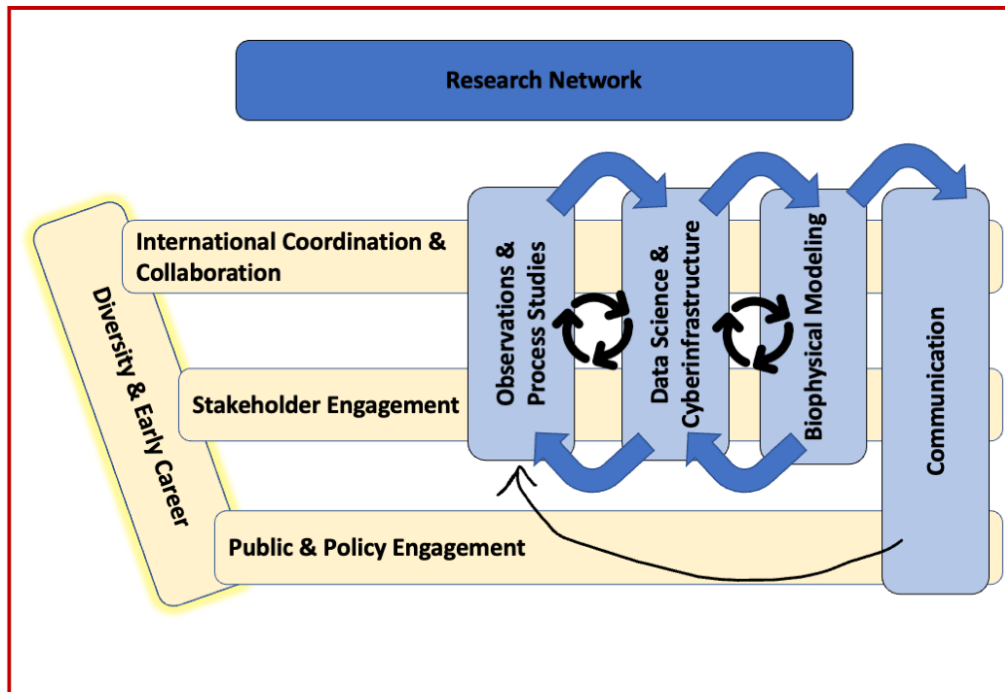 Research Network
International Coordination &
Collaboration
Diversity & Early Career
Stakeholder Engagement
Public & Policy Engagement
Observations &
Process Studies
Data Science &
Cyberinfrastructure
Biophysical Modeling
Communication